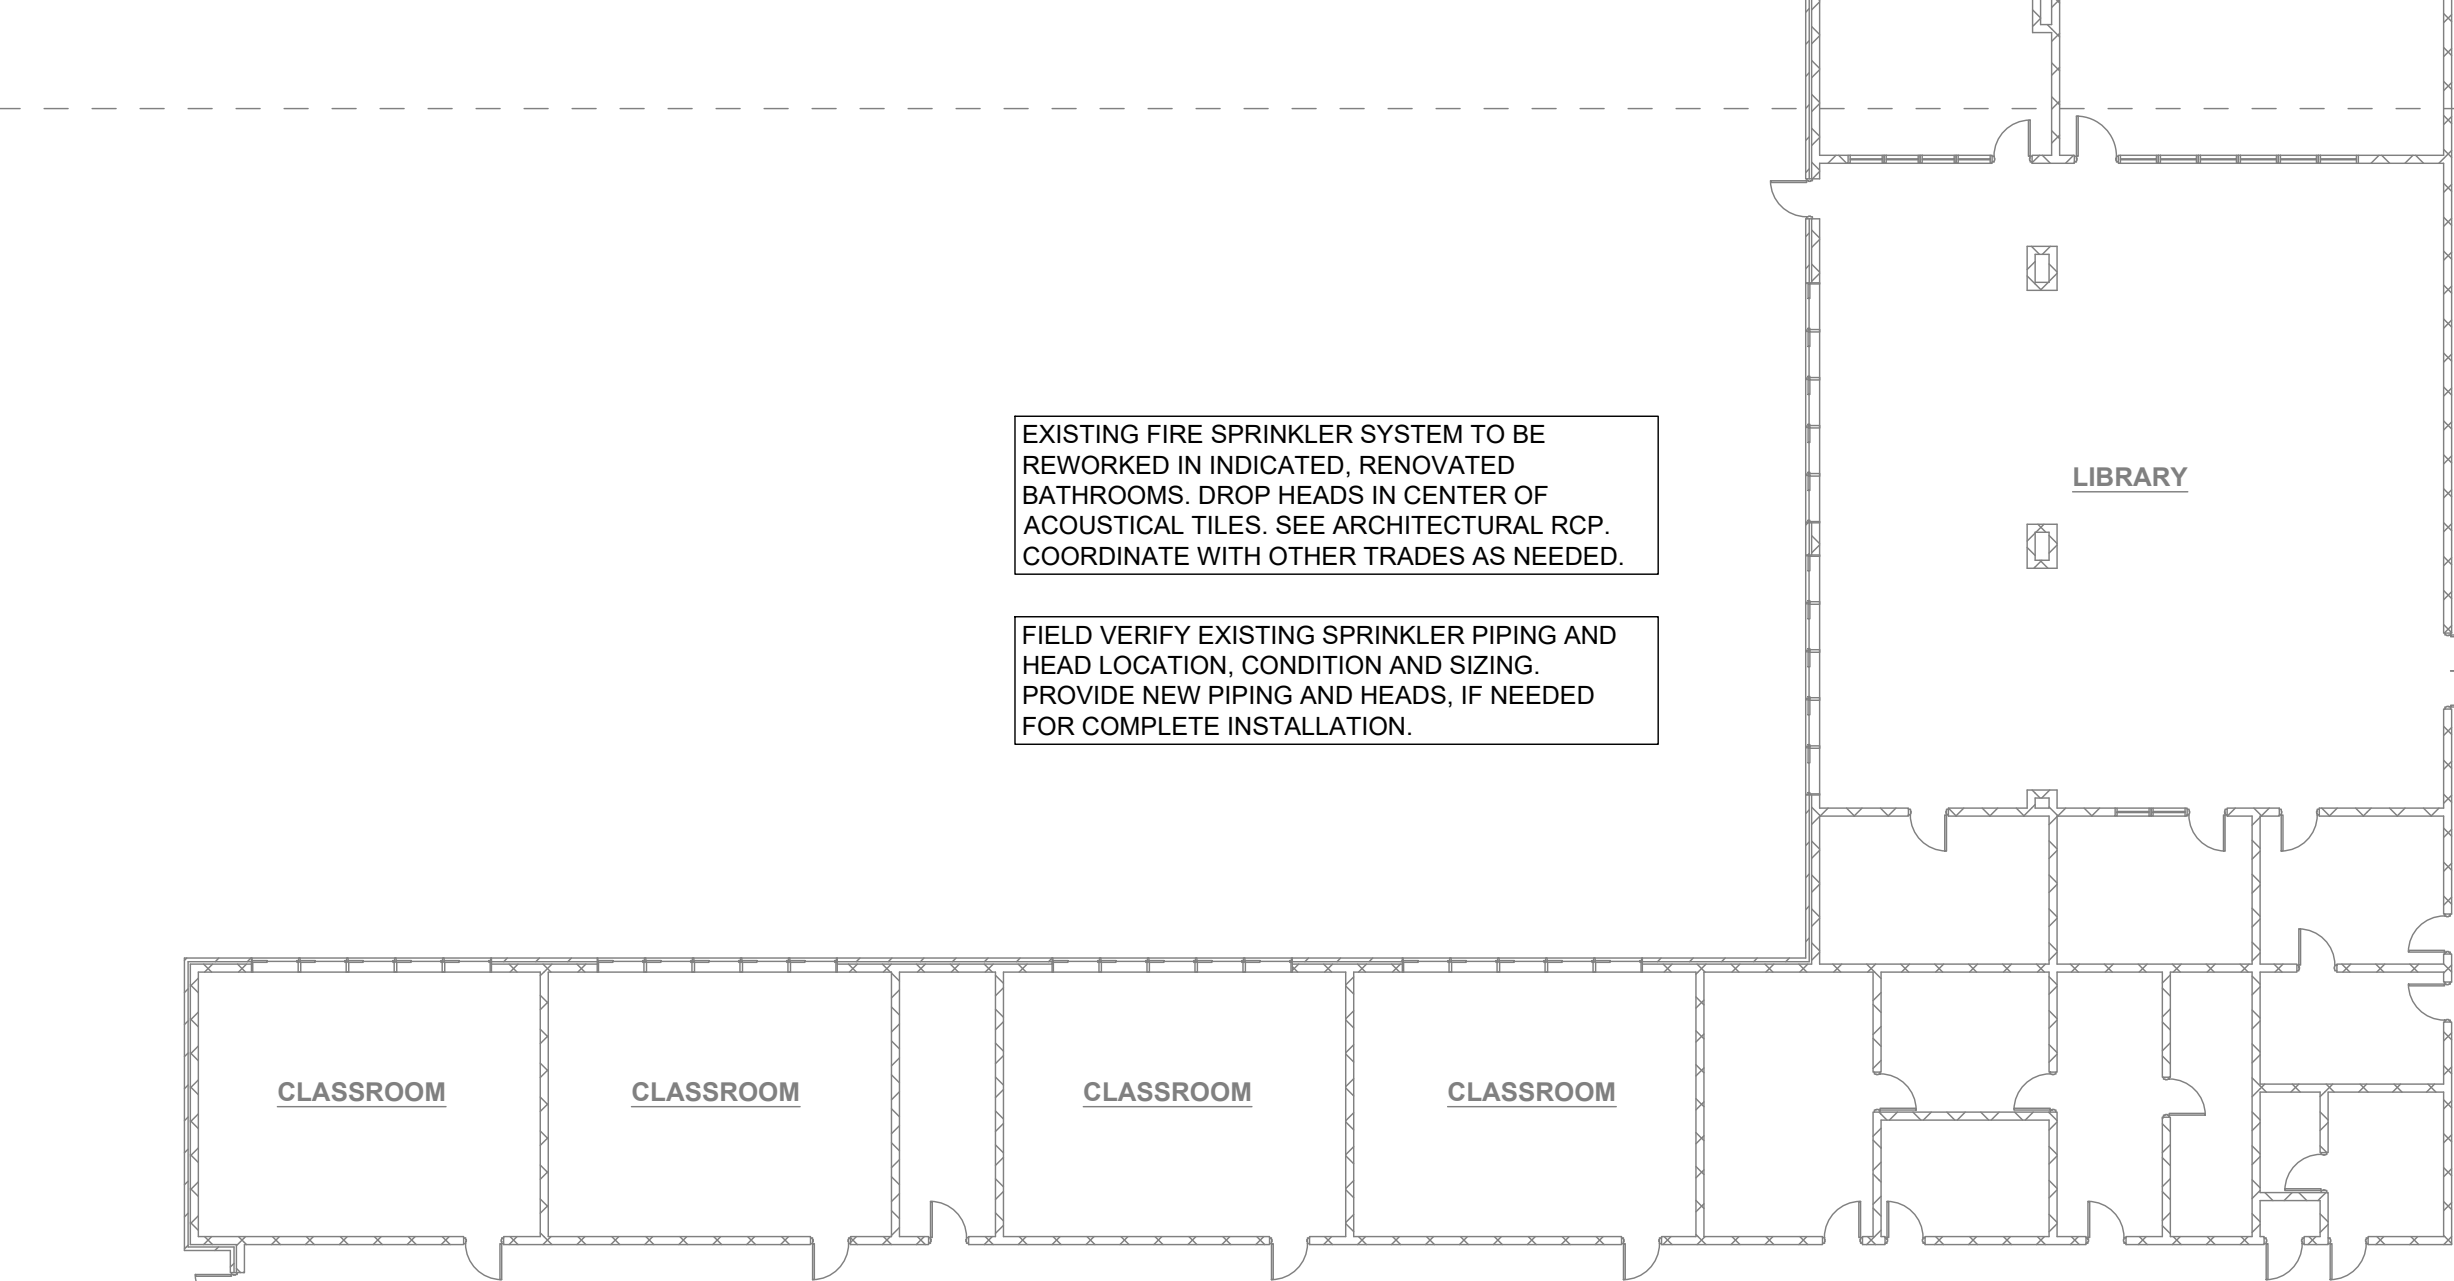 EXISTING FIRE SPRINKLER SYSTEM TO BE
REWORKED IN INDICATED, RENOVATED
BATHROOMS. DROP HEADS IN CENTER OF
ACOUSTICAL TILES. SEE ARCHITECTURAL RCP.
COORDINATE WITH OTHER TRADES AS NEEDED.
LIBRARY
FIELD VERIFY EXISTING SPRINKLER PIPING AND
HEAD LOCATION, CONDITION AND SIZING.
PROVIDE NEW PIPING AND HEADS, IF NEEDED
FOR COMPLETE INSTALLATION.
CLASSROOM
CLASSROOM
CLASSROOM
CLASSROOM